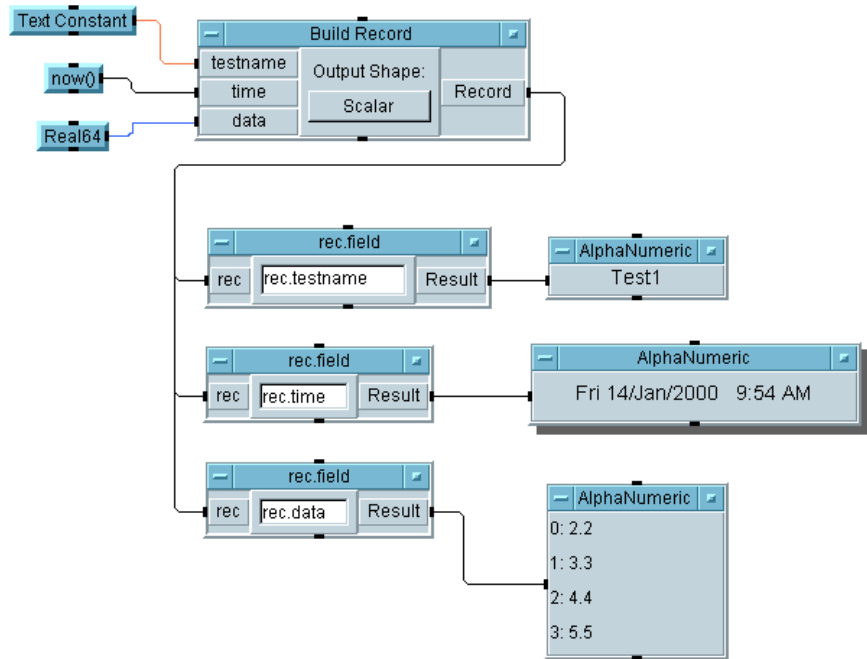 Text Constant
Build Record
testname
Output Shape:
now()
time
Scalar
Record
Real64
data
rec.field
AlphaNumeric
rec
rec.testname
Result
Test1
rec.field
AlphaNumeric
rec
rec.time
Result
Fri 14/Jan/2000 9:54 AM
rec.field
AlphaNumeric
rec
rec.data
Result
0: 2.2
1: 3.3
2: 4.4
3: 5.5